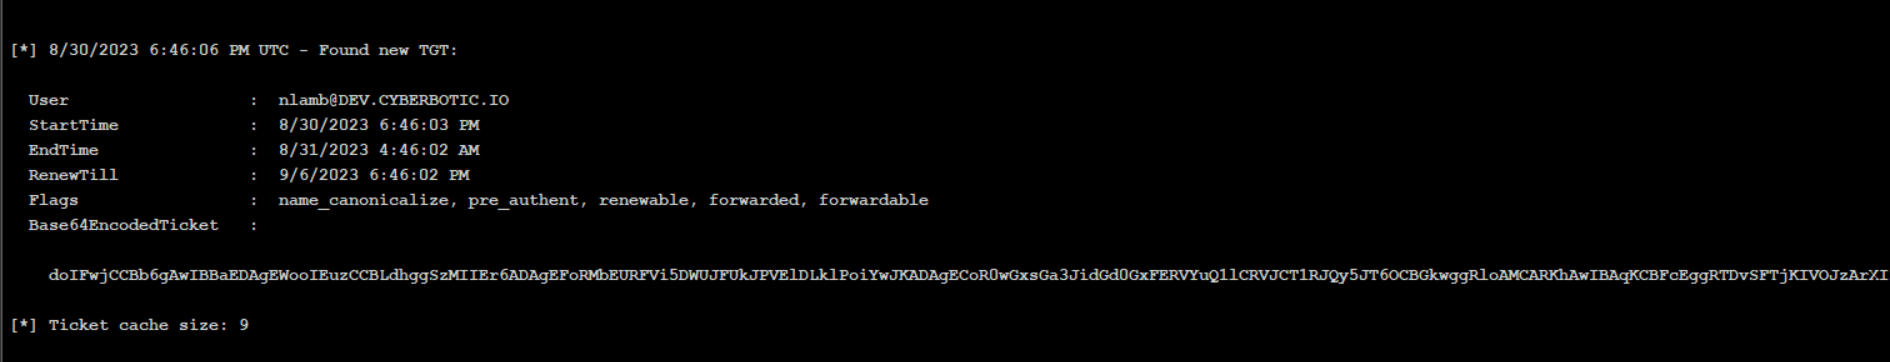 [*] 8/30/2023 6:46:06 PM UTC - Found new TGT:
User : nlamb@DEV.CYBERBOTIC.IO
StartTime : 8/30/2023 6:46:03 PM
EndTime : 8/31/2023 4:46:02 AM
RenewTill : 9/6/2023 6:46:02 PM
Flags : name_canonicalize, pre_authent, renewable, forwarded, forwardable
Base64EncodedTicket :
doIFwjCCBb6gAwIBBaEDAgEWooIEuzCCBLdhggSzMIIEr6ADAgEFoRMbEURFVi5DWUJFUkJPVElDLklPoiYwJKADAgECoR0wGxsGa3JidGd0GxFERVYuQ1lCRVJCT1RJQy5JT6OCBGkwggRloAMCARKhAwIBAqKCBFcEggRTDvSFTjKIVOJzArXI
[*] Ticket cache size: 9